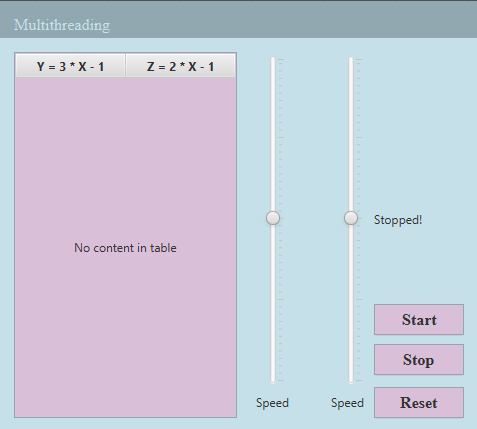 Multithreading
Y = 3 * X - 1
Z = 2 * X - 1
No content in table
Stopped!
Start
Stop
Reset
Speed
Speed